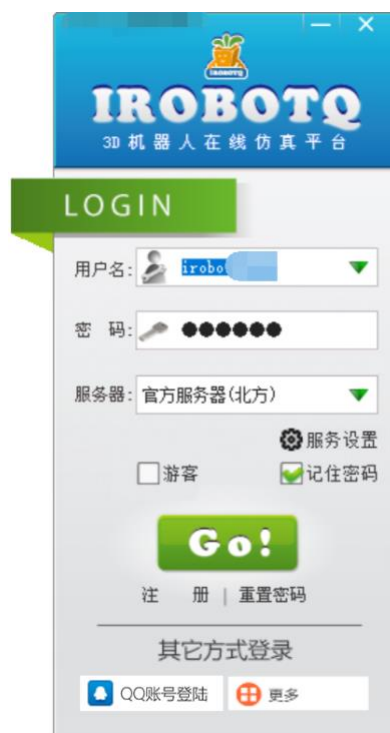 IROBOTQ
IROBOTQ
3D 机器人在线仿真平台
LOGIN
用户名:
irobo
密 码: ●●●●●●
服务器: 官方服务器(北方)
服务设置
游客 记住密码
Go!
注 册 | 重置密码
其它方式登录
QQ账号登陆 更多